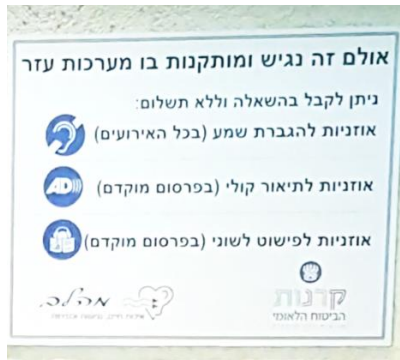 אולם זה נגיש ומותקנות בו מערכות עזר
ניתן לקבל בהשאלה וללא תשלום:
אוזניות להגברת שמע (בכל האירועים)
אוזניות לתיאור קולי (בפרסום מוקדם)
AD
אוזניות לפישוט לשוני (בפרסום מוקדם)
קרנות
הביטוח הלאומי